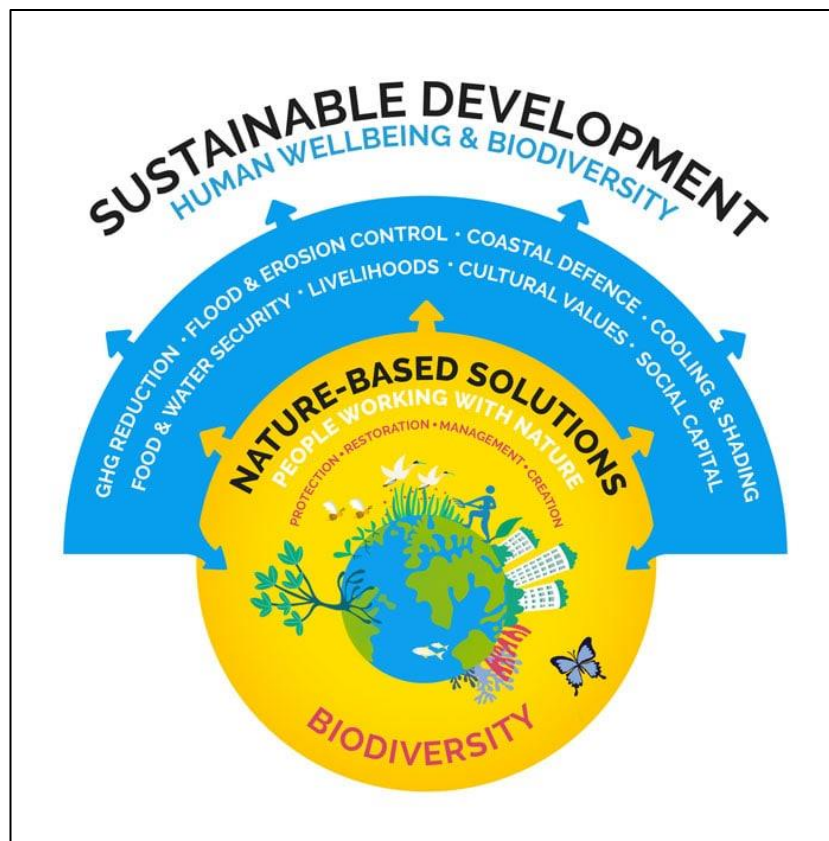 SUSTAINABLE DEVELOPMENT
HUMAN WELLBEING & BIODIVERSITY
GHG REDUCTION · FLOOD & EROSION CONTROL · COASTAL DEFENCE · COOLING & SHADING
FOOD & WATER SECURITY · LIVELIHOODS · CULTURAL VALUES · SOCIAL CAPITAL
NATURE-BASED SOLUTIONS
PEOPLE WORKING WITH NATURE
PROTECTION • RESTORATION • MANAGEMENT • CREATION
BIODIVERSITY